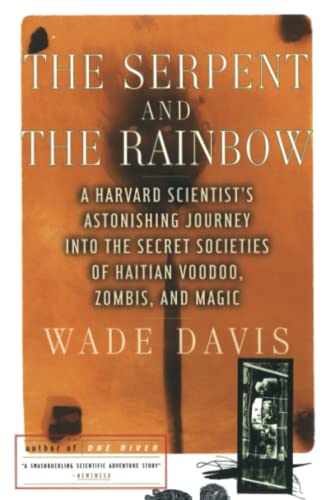 THE SERPENT
AND
THE RAINBOW
A HARVARD SCIENTIST'S
ASTONISHING JOURNEY
INTO THE SECRET SOCIETIES
OF HAITIAN VOODOO,
ZOMBIS, AND MAGIC
WADE DAVIS
author of ONE RIVER
"A SWASHBUCKLING SCIENTIFIC ADVENTURE STORY"
—NEWSWEEK